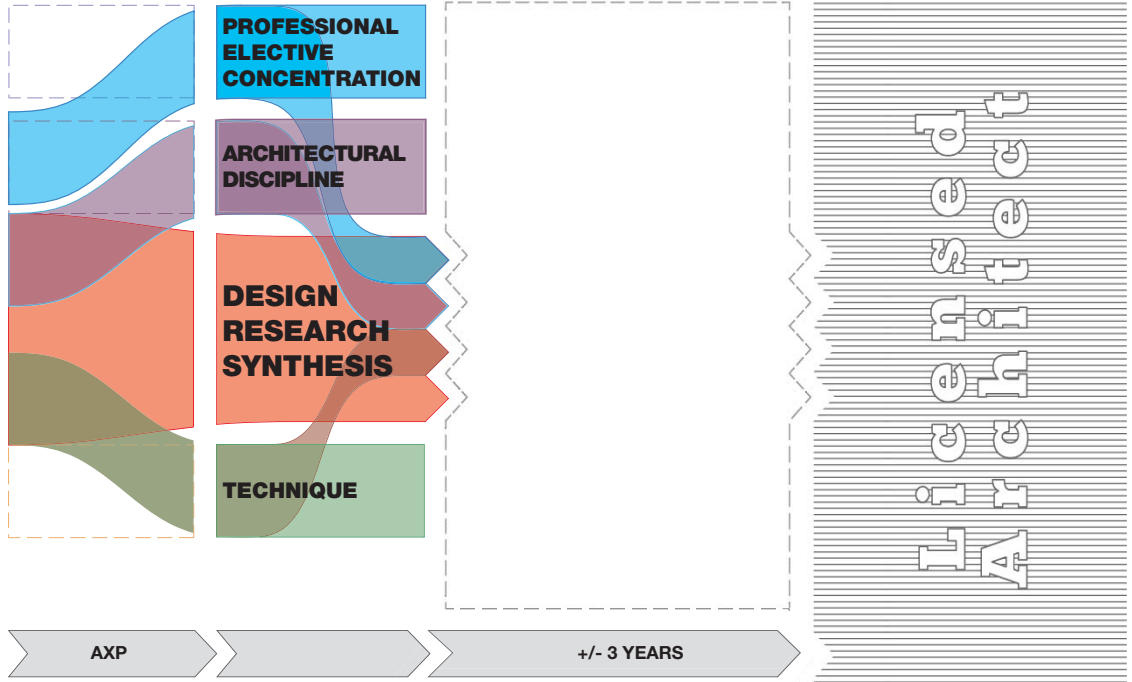 PROFESSIONAL
ELECTIVE
CONCENTRATION
ARCHITECTURAL
DISCIPLINE
DESIGN
RESEARCH
SYNTHESIS
TECHNIQUE
Licensed
Architect
AXP
+/- 3 YEARS